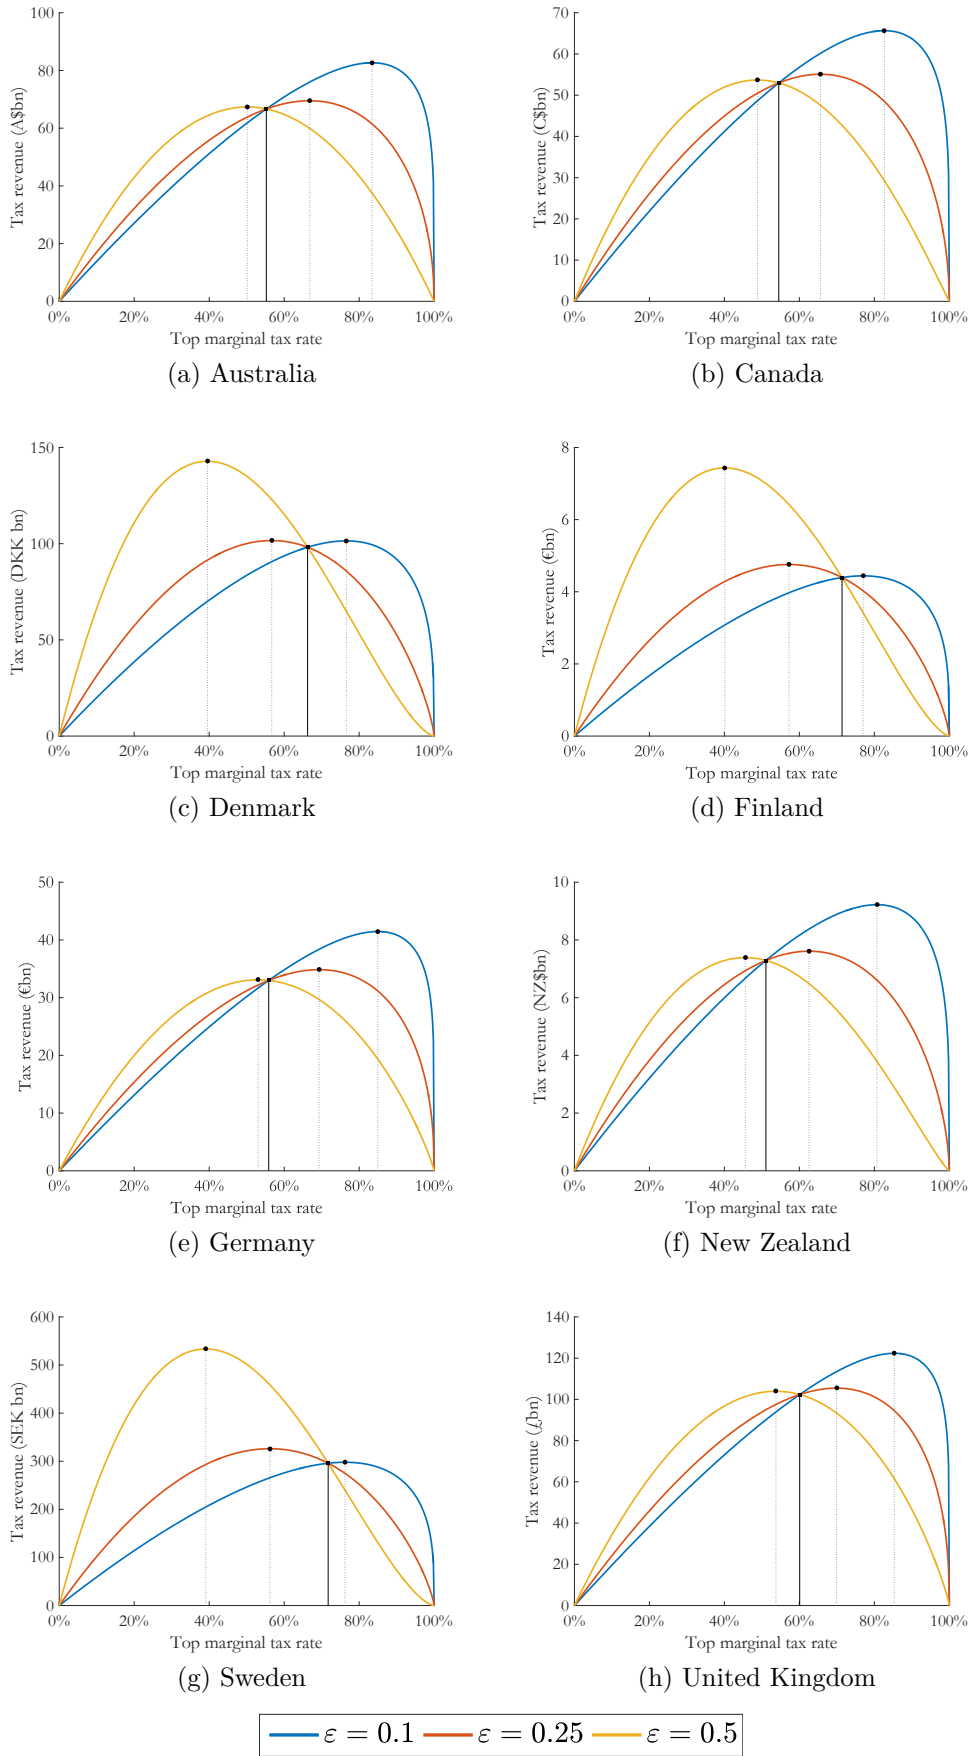 100
80
60
40
20
0
0% 20% 40% 60% 80% 100%
Tax revenue (A$bn)
Top marginal tax rate
(a) Australia
70
60
50
40
30
20
10
0
0% 20% 40% 60% 80% 100%
Tax revenue (C$bn)
Top marginal tax rate
(b) Canada
150
100
50
0
0% 20% 40% 60% 80% 100%
Tax revenue (DKK bn)
Top marginal tax rate
(c) Denmark
8
6
4
2
0
0% 20% 40% 60% 80% 100%
Tax revenue (€bn)
Top marginal tax rate
(d) Finland
50
40
30
20
10
0
0% 20% 40% 60% 80% 100%
Tax revenue (€bn)
Top marginal tax rate
(e) Germany
10
8
6
4
2
0
0% 20% 40% 60% 80% 100%
Tax revenue (NZ$bn)
Top marginal tax rate
(f) New Zealand
600
500
400
300
200
100
0
0% 20% 40% 60% 80% 100%
Tax revenue (SEK bn)
Top marginal tax rate
(g) Sweden
140
120
100
80
60
40
20
0
0% 20% 40% 60% 80% 100%
Tax revenue (£bn)
Top marginal tax rate
(h) United Kingdom
ε = 0.1 ε = 0.25 ε = 0.5